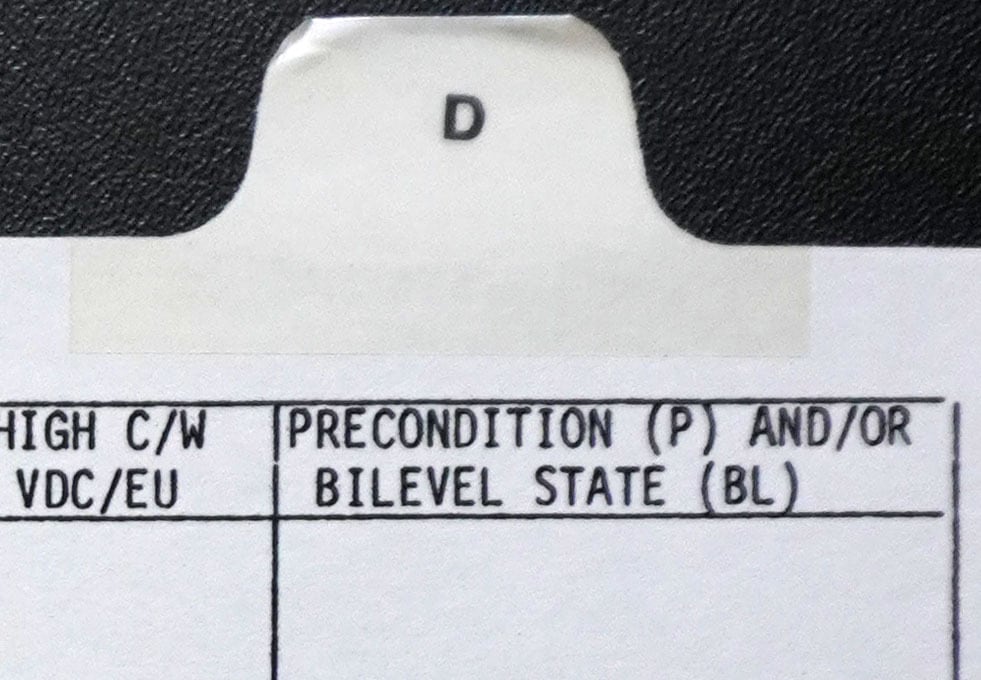 D
HIGH C/W
VDC/EU
PRECONDITION (P) AND/OR
BILEVEL STATE (BL)